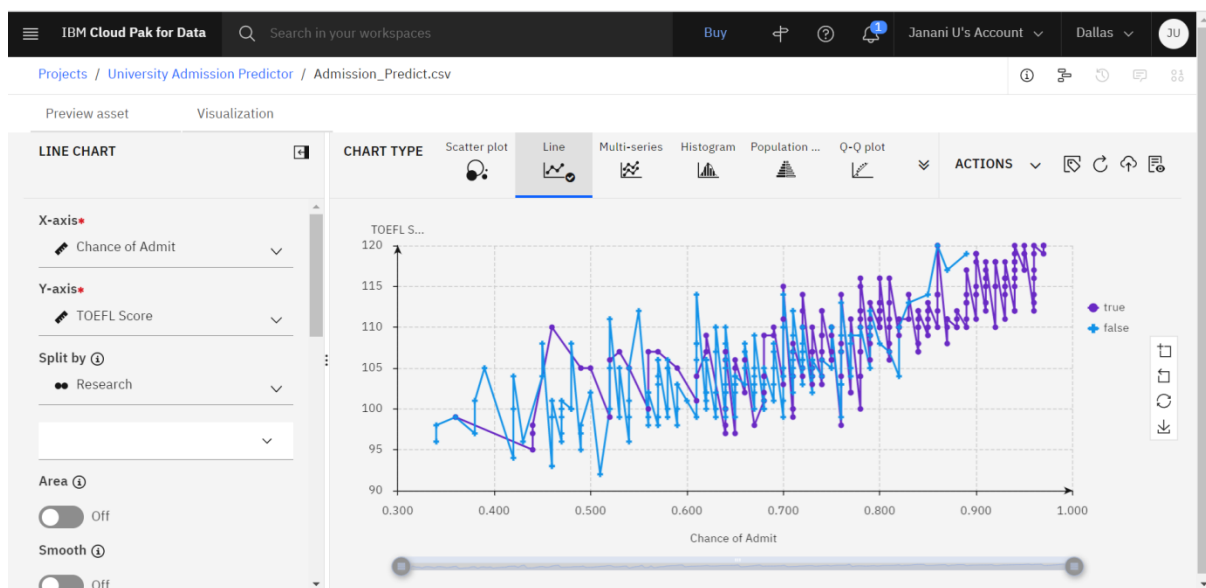 IBM Cloud Pak for Data Search in your workspaces Buy 1 Janani U's Account Dallas JU
Projects / University Admission Predictor / Admission_Predict.csv
Preview asset Visualization
LINE CHART
CHART TYPE Scatter plot Line Multi-series Histogram Population ... Q-Q plot ACTIONS
X-axis*
Chance of Admit
Y-axis*
TOEFL Score
Split by
Research
Area
Off
Smooth
Off
TOEFL S...
120
115
110
105
100
95
90
0.300 0.400 0.500 0.600 0.700 0.800 0.900 1.000
Chance of Admit
true
false